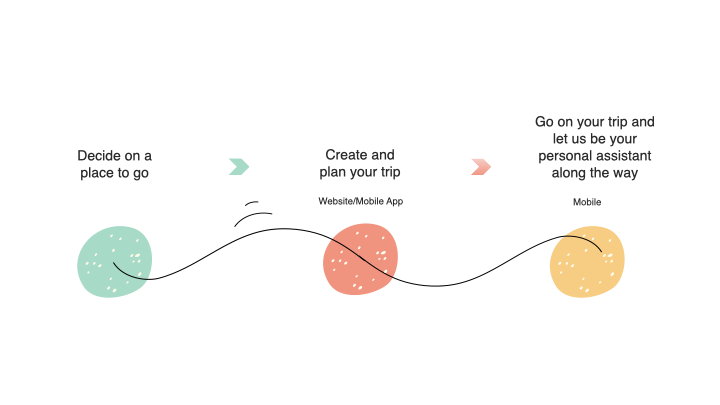 Decide on a
place to go
Create and
plan your trip
Website/Mobile App
Go on your trip and
let us be your
personal assistant
along the way
Mobile